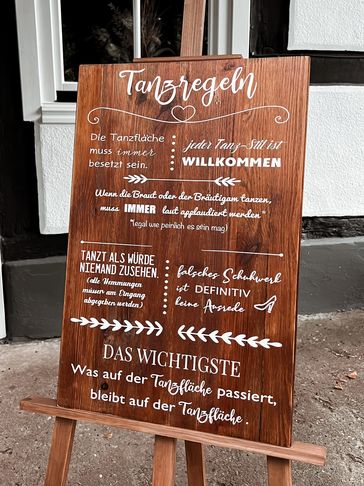 Tanzregeln
Die Tanzfläche
muss immer
besetzt sein.
jeder Tanz-Stil ist
WILLKOMMEN
Wenn die Braut oder der Bräutigam tanzen,
muss IMMER laut applaudiert werden*
*(egal wie peinlich es sein mag)
TANZT ALS WÜRDE
NIEMAND ZUSEHEN.
(alle Hemmungen
müssen am Eingang
abgegeben werden)
falsches Schuhwerk
ist DEFINITIV
keine Ausrede
DAS WICHTIGSTE
Was auf der Tanzfläche passiert,
bleibt auf der Tanzfläche.